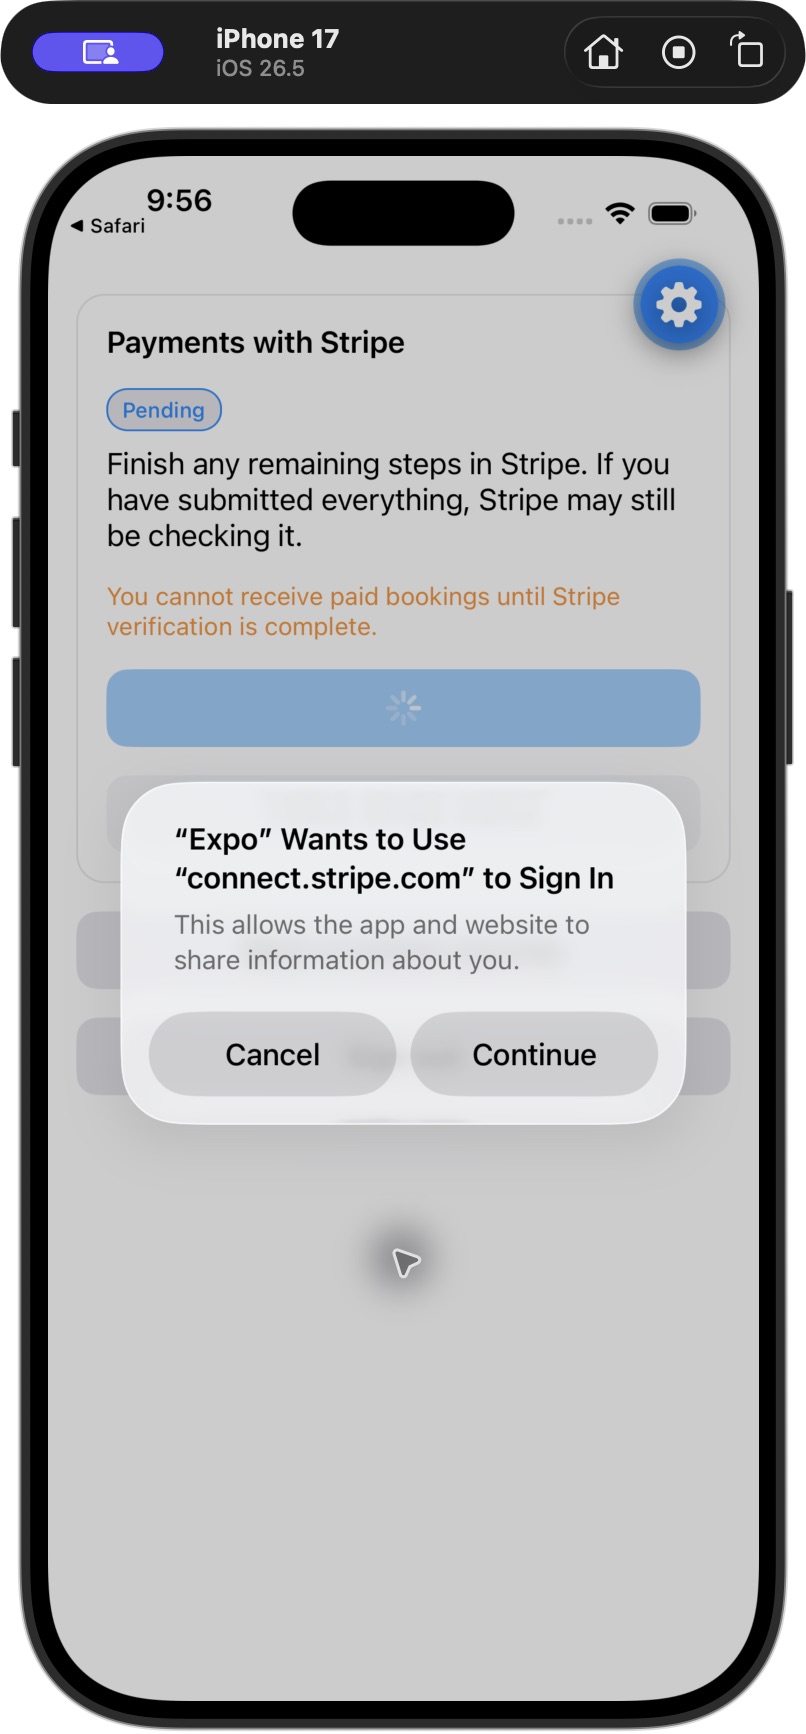 iPhone 17
iOS 26.5
9:56
◀ Safari
Payments with Stripe
Pending
Finish any remaining steps in Stripe. If you
have submitted everything, Stripe may still
be checking it.
You cannot receive paid bookings until Stripe
verification is complete.
“Expo” Wants to Use
“connect.stripe.com” to Sign In
This allows the app and website to
share information about you.
Cancel
Continue